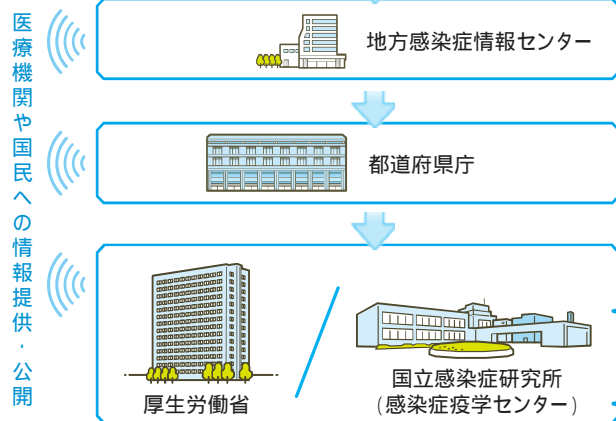 医療機関や国民への情報提供・公開
地方感染症情報センター
都道府県庁
厚生労働省
国立感染症研究所
(感染症疫学センター)